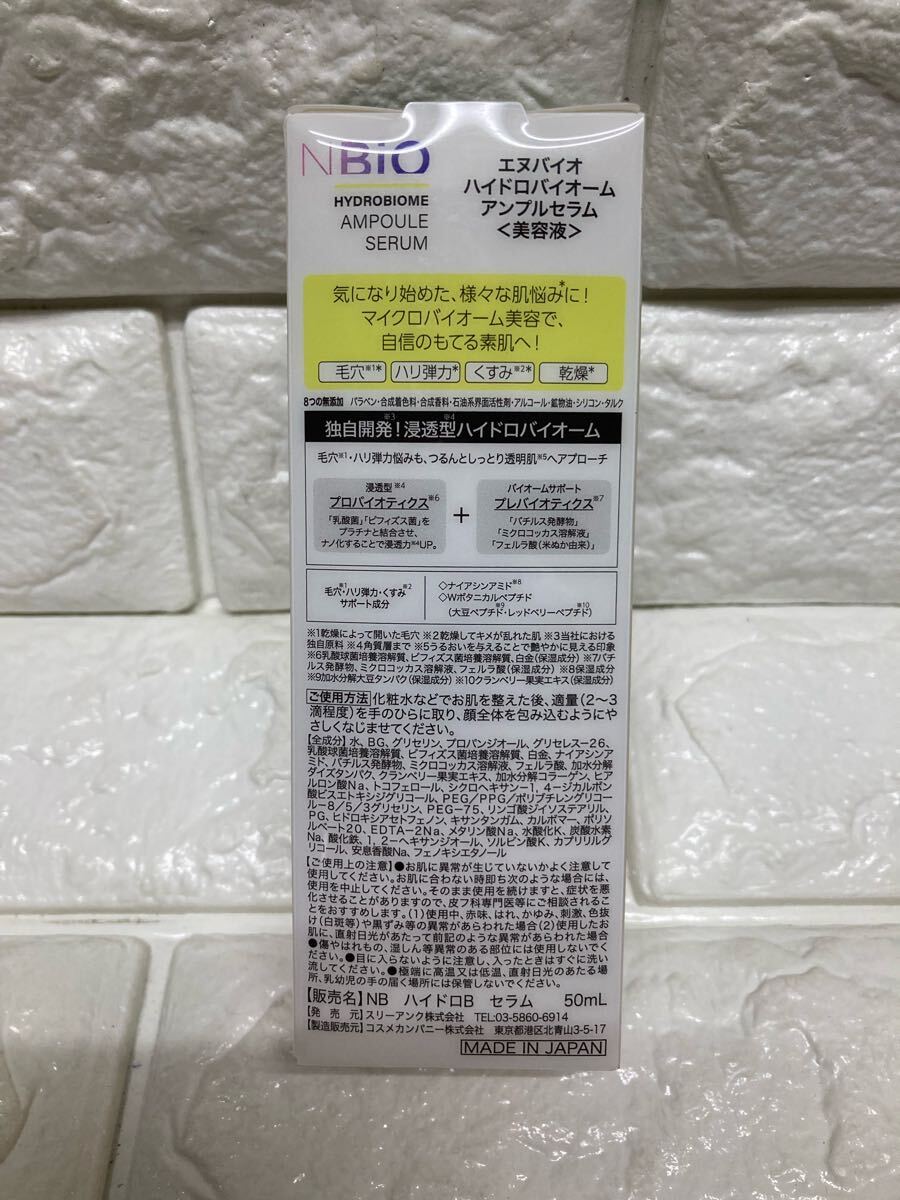 NBiO
HYDROBIOME
AMPOULE
SERUM
エヌバイオ
ハイドロバイオーム
アンプルセラム
<美容液>
気になり始めた、様々な肌悩み*に!
マイクロバイオーム美容で、
自信のもてる素肌へ!
毛穴※1* ハリ弾力* くすみ※2* 乾燥*
8つの無添加 パラベン・合成着色料・合成香料・石油系界面活性剤・アルコール・鉱物油・シリコン・タルク
独自開発※3!浸透型※4ハイドロバイオーム
毛穴※1・ハリ弾力悩みも、つるんとしっとり透明肌※5へアプローチ
浸透型※4
プロバイオティクス※6
「乳酸菌」「ビフィズス菌」を
プラチナと結合させ、
ナノ化することで浸透力※4UP。
+
バイオームサポート
プレバイオティクス※7
「バチルス発酵物」
「ミクロコッカス溶解液」
「フェルラ酸(米ぬか由来)」
毛穴※1・ハリ弾力・くすみ※2
サポート成分
◇ナイアシンアミド※8
◇Wボタニカルペプチド
(大豆ペプチド※9・レッドベリーペプチド※10)
※1乾燥によって開いた毛穴 ※2乾燥してキメが乱れた肌 ※3当社における
独自原料 ※4角質層まで ※5うるおいを与えることで艶やかに見える印象
※6乳酸菌培養溶解質、ビフィズス菌培養溶解質、白金(保湿成分) ※7バチ
ルス発酵物、ミクロコッカス溶解液、フェルラ酸(保湿成分) ※8保湿成分
※9加水分解大豆タンパク(保湿成分) ※10クランベリー果実エキス(保湿成分)
ご使用方法 化粧水などでお肌を整えた後、適量(2〜3
滴程度)を手のひらに取り、顔全体を包み込むようにや
さしくなじませてください。
【全成分】水、BG、グリセリン、プロパンジオール、グリセレス-26、
乳酸球菌培養溶解質、ビフィズス菌培養溶解質、白金、ナイアシンア
ミド、バチルス発酵物、ミクロコッカス溶解液、フェルラ酸、加水分解
ダイズタンパク、クランベリー果実エキス、加水分解コラーゲン、ヒア
ルロン酸Na、トコフェロール、シクロヘキサン-1, 4-ジカルボン
酸ビスエトキシジグリコール、PEG/PPG/ポリブチレングリコ
ール-8/5/3グリセリン、PEG-75、リンゴ酸ジイソステアリル、
PG、ヒドロキシアセトフェノン、キサンタンガム、カルボマー、ポリソ
ルベート20、EDTA-2Na、メタリン酸Na、水酸化K、炭酸水素
Na、酸化鉄、1, 2-ヘキサンジオール、ソルビン酸K、カプリリルグ
リコール、安息香酸Na、フェノキシエタノール
【ご使用上の注意】●お肌に異常が生じていないかよく注意して
使用してください。お肌に合わない時即ち次のような場合には、
使用を中止してください。そのまま使用を続けますと、症状を悪
化させることがありますので、皮フ科専門医等にご相談されるこ
とをおすすめします。(1)使用中、赤味、はれ、かゆみ、刺激、色抜
け(白斑等)や黒ずみ等の異常があらわれた場合(2)使用したお
肌に、直射日光があたって前記のような異常があらわれた場合
●傷やはれもの、湿しん等異常のある部位には使用しないでく
ださい。●目に入らないように注意し、入ったときはすぐに洗い
流してください。●極端に高温又は低温、直射日光のあたる場
所、乳幼児の手の届く場所には保管しないでください。
【販売名】NB ハイドロB セラム 50mL
[発 売 元] スリーアンク株式会社 TEL:03-5860-6914
[製造販売元] コスメカンパニー株式会社 東京都港区北青山3-5-17
MADE IN JAPAN